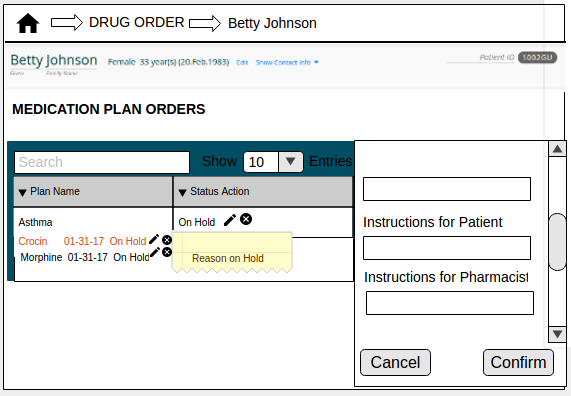 DRUG ORDER Betty Johnson
Betty Johnson Female 33 year(s) (20.Feb.1983) Edit Show Contact Info Patient ID 1002GU
Given Family Name
MEDICATION PLAN ORDERS
Search Show 10 Entries
Plan Name Status Action
Asthma On Hold
Crocin 01-31-17 On Hold
Morphine 01-31-17 On Hold
Reason on Hold
Instructions for Patient
Instructions for Pharmacist
Cancel Confirm